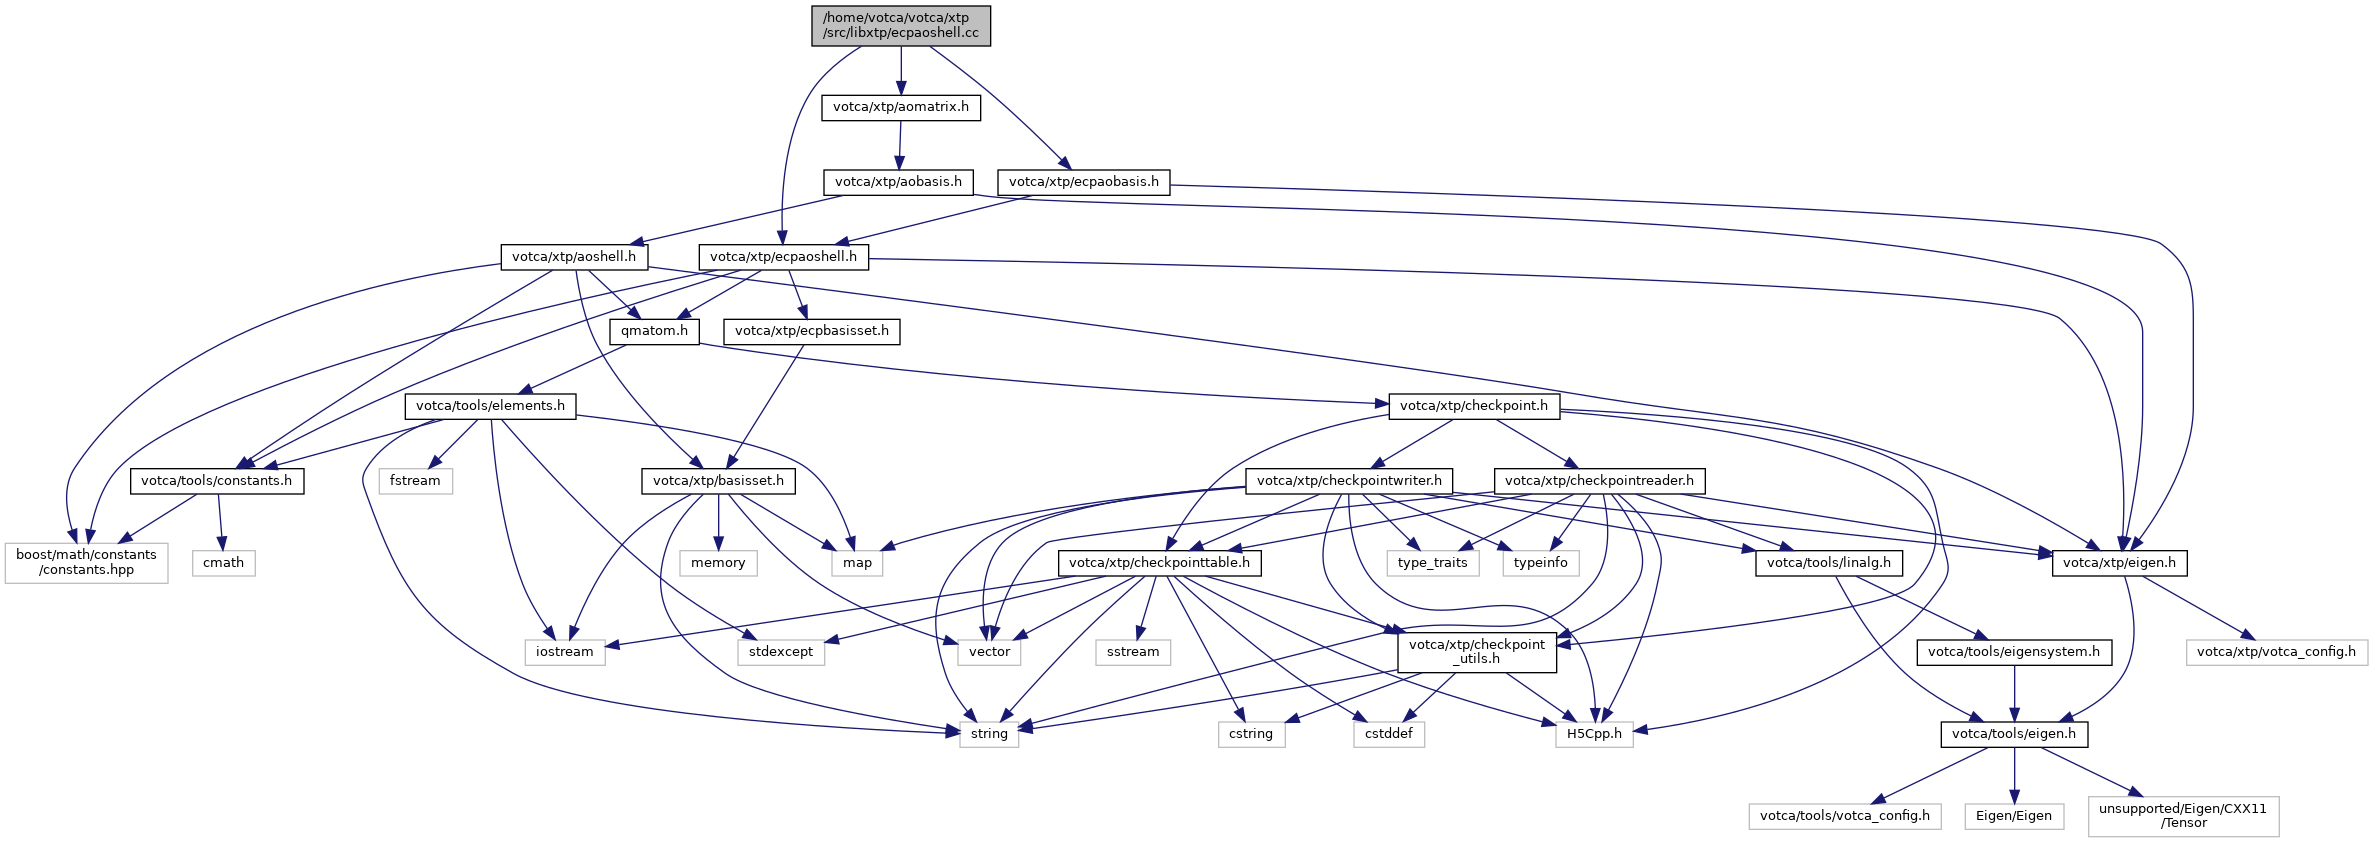 /home/votca/votca/xtp
/src/libxtp/ecpaoshell.cc
votca/xtp/aomatrix.h
votca/xtp/aobasis.h
votca/xtp/ecpaobasis.h
votca/xtp/aoshell.h
votca/xtp/ecpaoshell.h
qmatom.h
votca/xtp/ecpbasisset.h
votca/tools/elements.h
votca/xtp/checkpoint.h
votca/tools/constants.h
fstream
votca/xtp/basisset.h
votca/xtp/checkpointwriter.h
votca/xtp/checkpointreader.h
boost/math/constants
/constants.hpp
cmath
memory
map
votca/xtp/checkpointtable.h
type_traits
typeinfo
votca/tools/linalg.h
votca/xtp/eigen.h
iostream
stdexcept
vector
sstream
votca/xtp/checkpoint
_utils.h
votca/tools/eigensystem.h
votca/xtp/votca_config.h
string
cstring
cstddef
H5Cpp.h
votca/tools/eigen.h
votca/tools/votca_config.h
Eigen/Eigen
unsupported/Eigen/CXX11
/Tensor